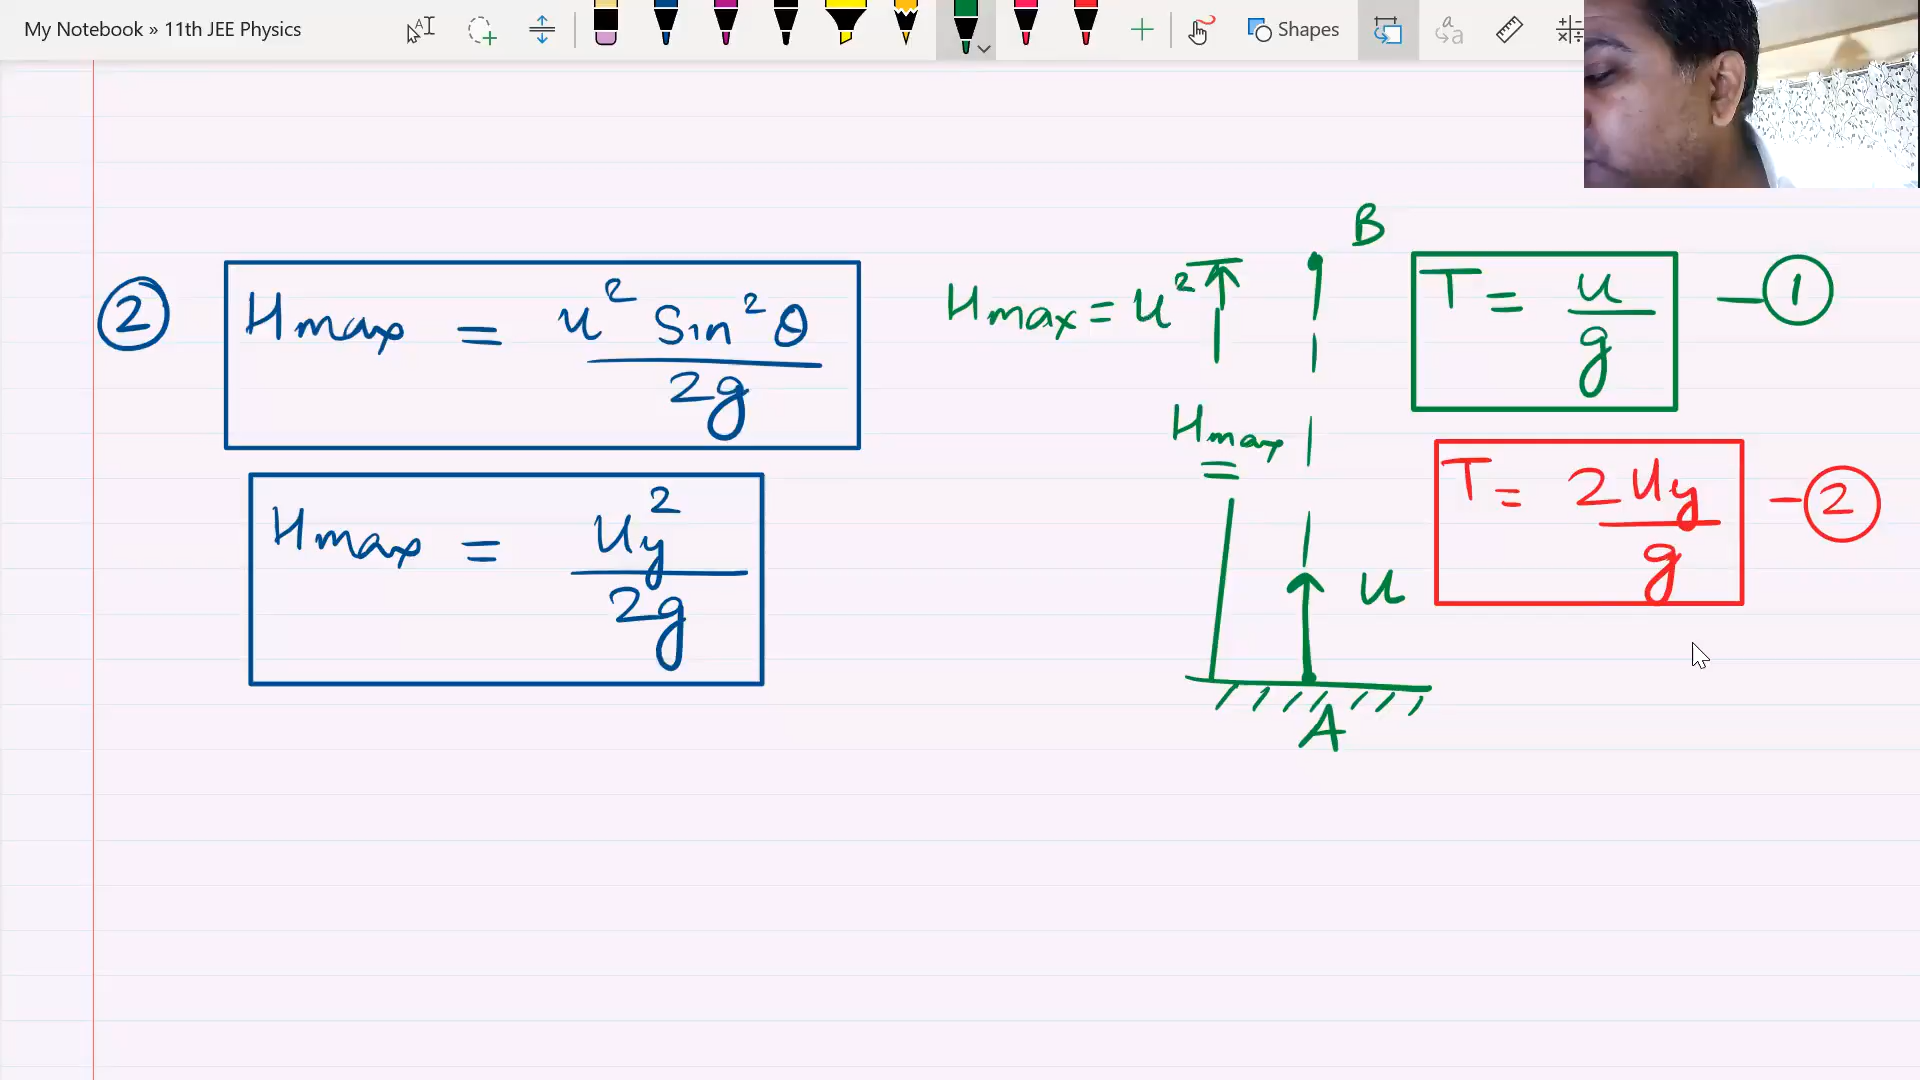 My Notebook » 11th JEE Physics
Shapes
② Hmax = u² Sin²θ / 2g
Hmax = uy² / 2g
Hmax = u²
B
T = u / g — ①
Hmax =
T = 2uy / g — ②
u
A